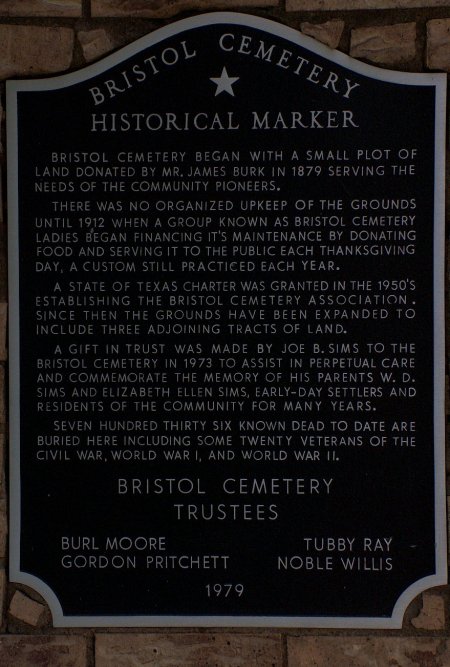 BRISTOL CEMETERY
HISTORICAL MARKER
BRISTOL CEMETERY BEGAN WITH A SMALL PLOT OF
LAND DONATED BY MR. JAMES BURK IN 1879 SERVING THE
NEEDS OF THE COMMUNITY PIONEERS.
THERE WAS NO ORGANIZED UPKEEP OF THE GROUNDS
UNTIL 1912 WHEN A GROUP KNOWN AS BRISTOL CEMETERY
LADIES BEGAN FINANCING IT'S MAINTENANCE BY DONATING
FOOD AND SERVING IT TO THE PUBLIC EACH THANKSGIVING
DAY, A CUSTOM STILL PRACTICED EACH YEAR.
A STATE OF TEXAS CHARTER WAS GRANTED IN THE 1950'S
ESTABLISHING THE BRISTOL CEMETERY ASSOCIATION.
SINCE THEN THE GROUNDS HAVE BEEN EXPANDED TO
INCLUDE THREE ADJOINING TRACTS OF LAND.
A GIFT IN TRUST WAS MADE BY JOE B. SIMS TO THE
BRISTOL CEMETERY IN 1973 TO ASSIST IN PERPETUAL CARE
AND COMMEMORATE THE MEMORY OF HIS PARENTS W. D.
SIMS AND ELIZABETH ELLEN SIMS, EARLY-DAY SETTLERS AND
RESIDENTS OF THE COMMUNITY FOR MANY YEARS.
SEVEN HUNDRED THIRTY SIX KNOWN DEAD TO DATE ARE
BURIED HERE INCLUDING SOME TWENTY VETERANS OF THE
CIVIL WAR, WORLD WAR I, AND WORLD WAR II.
BRISTOL CEMETERY
TRUSTEES
BURL MOORE TUBBY RAY
GORDON PRITCHETT NOBLE WILLIS
1979